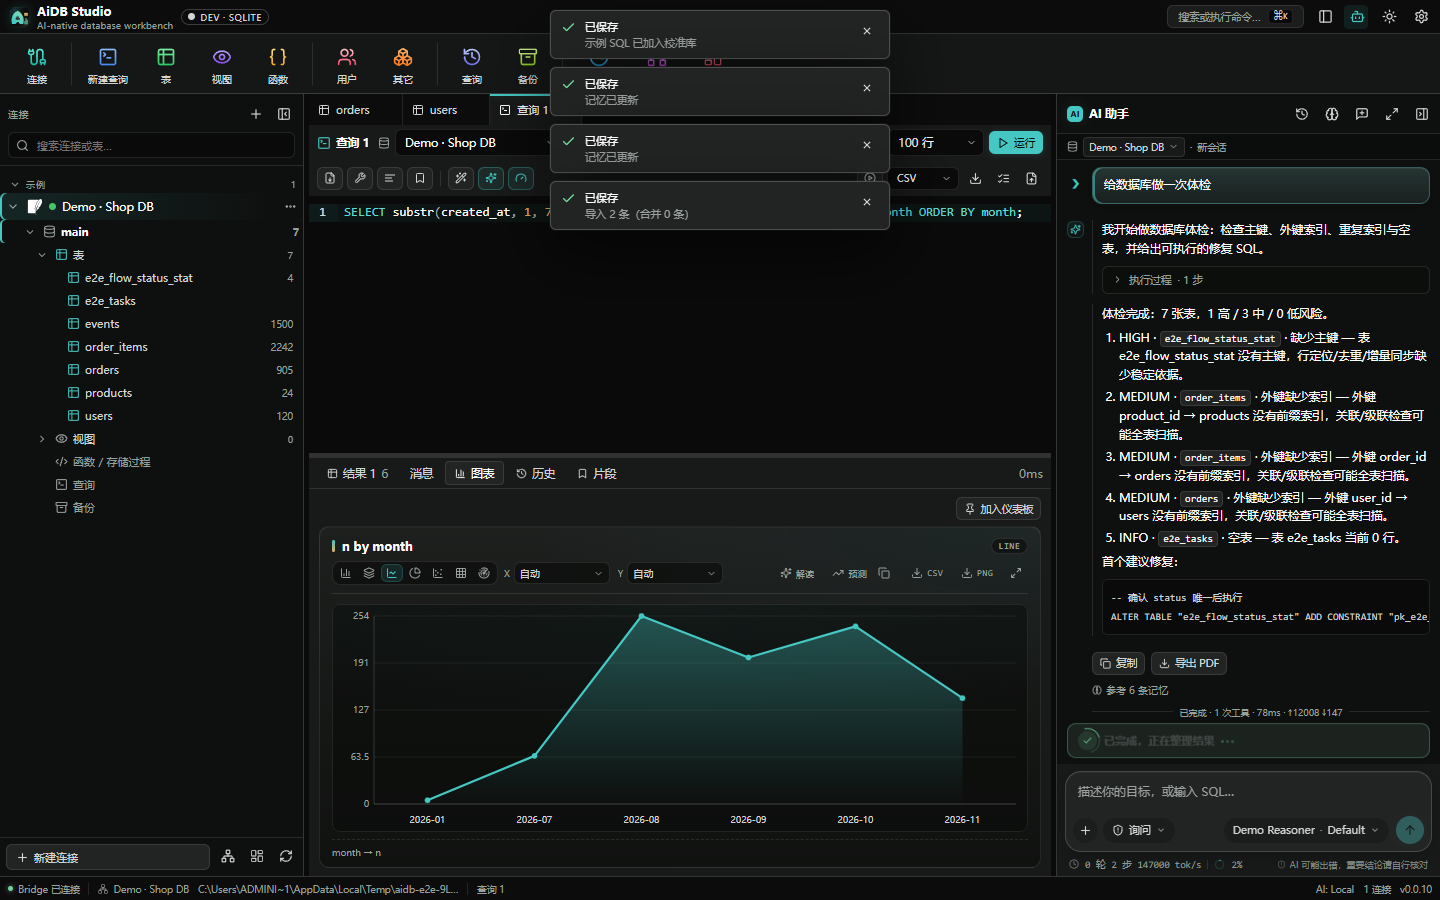 AiDB Studio
AI-native database workbench
DEV · SQLITE
搜索或执行命令... ⌘K
连接
新建查询
表
视图
函数
用户
其它
查询
备份
已保存
示例 SQL 已加入校准库
已保存
记忆已更新
已保存
记忆已更新
已保存
导入 2 条 (合并 0 条)
连接
搜索连接或表...
示例 1
Demo · Shop DB
main 7
表 7
e2e_flow_status_stat 4
e2e_tasks
events 1500
order_items 2242
orders 905
products 24
users 120
视图 0
函数 / 存储过程
查询
备份
新建连接
orders
users
查询 1
查询 1
Demo · Shop DB
100 行
运行
CSV
1 SELECT substr(created_at, 1, 7
nth ORDER BY month;
结果 1 6
消息
图表
历史
片段
0ms
加入仪表板
n by month
LINE
X 自动
Y 自动
解读
预测
CSV
PNG
254
191
127
63.5
0
2026-01
2026-07
2026-08
2026-09
2026-10
2026-11
month → n
AI AI 助手
Demo · Shop DB · 新会话
给数据库做一次体检
我开始做数据库体检：检查主键、外键索引、重复索引与空
表，并给出可执行的修复 SQL。
执行过程 · 1 步
体检完成：7 张表，1 高 / 3 中 / 0 低风险。
1. HIGH · e2e_flow_status_stat · 缺少主键 — 表
e2e_flow_status_stat 没有主键，行定位/去重/增量同步缺
少稳定依据。
2. MEDIUM · order_items · 外键缺少索引 — 外键
product_id → products 没有前缀索引，关联/级联检查可
能全表扫描。
3. MEDIUM · order_items · 外键缺少索引 — 外键 order_id
→ orders 没有前缀索引，关联/级联检查可能全表扫描。
4. MEDIUM · orders · 外键缺少索引 — 外键 user_id →
users 没有前缀索引，关联/级联检查可能全表扫描。
5. INFO · e2e_tasks · 空表 — 表 e2e_tasks 当前 0 行。
首个建议修复：
-- 确认 status 唯一后执行
ALTER TABLE "e2e_flow_status_stat" ADD CONSTRAINT "pk_e2e_
复制
导出 PDF
参考 6 条记忆
已完成 · 1 次工具 · 78ms · ↑12008 ↓147
已完成，正在整理结果
描述你的目标，或输入 SQL...
询问
Demo Reasoner · Default
0 轮 2 步 147000 tok/s
2%
AI 可能出错，重要结论请自行核对
Bridge 已连接
Demo · Shop DB
C:\Users\ADMINI~1\AppData\Local\Temp\aidb-e2e-9L...
查询 1
AI: Local
1 连接
v0.0.10